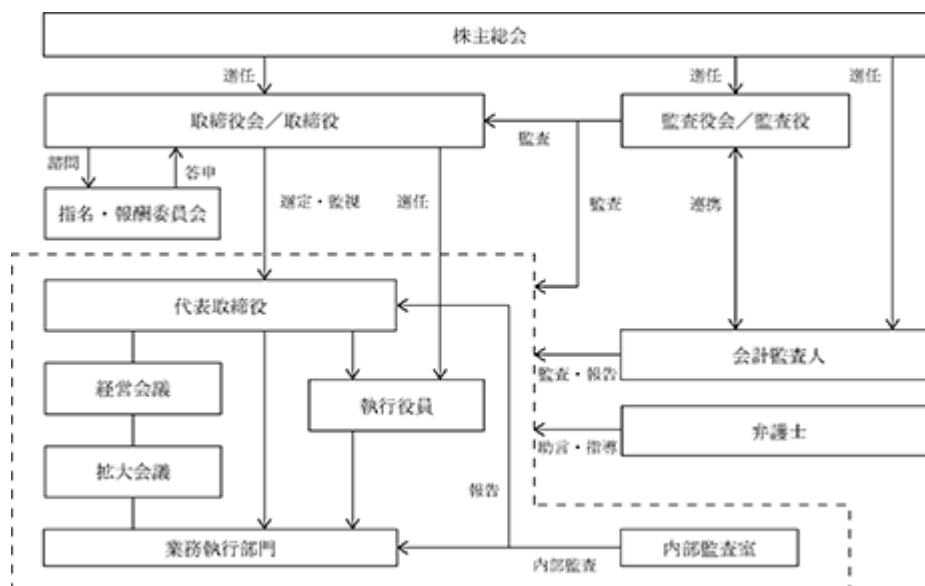 株主総会
選任
選任
選任
取締役会／取締役
監査役会／監査役
監査
諮問
答申
指名・報酬委員会
選定・監視
選任
監査
連携
代表取締役
会計監査人
監査・報告
経営会議
執行役員
弁護士
助言・指導
拡大会議
報告
業務執行部門
内部監査室
内部監査